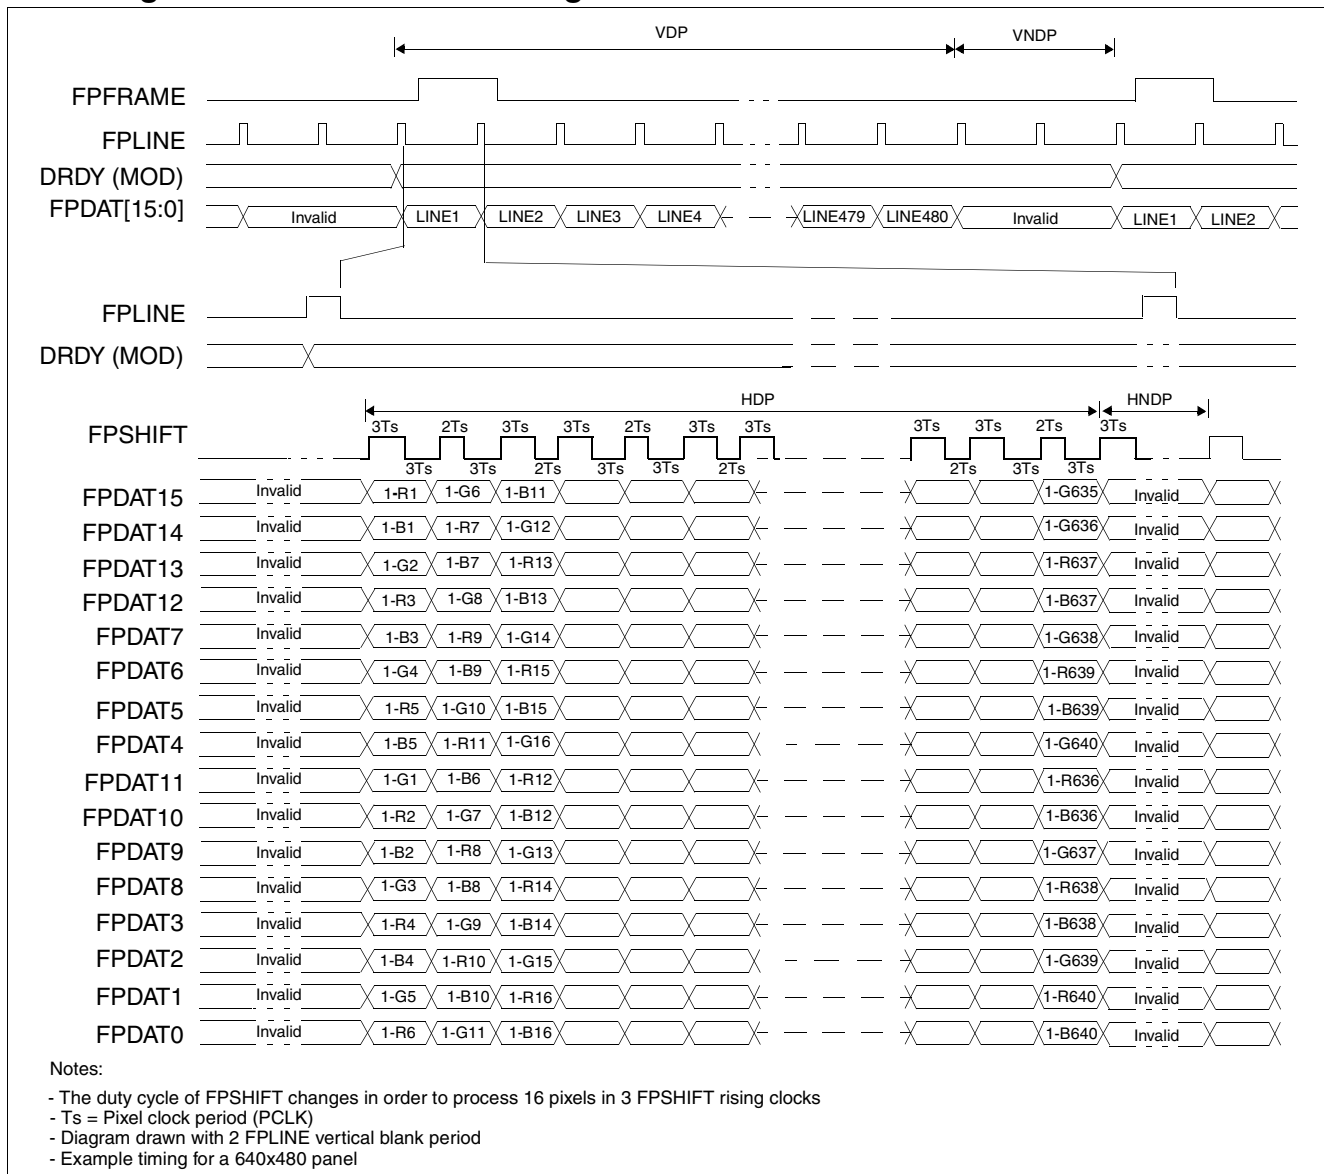 VDP VNDP
FPFRAME
FPLINE
DRDY (MOD)
FPDAT[15:0] Invalid LINE1 LINE2 LINE3 LINE4 LINE479 LINE480 Invalid LINE1 LINE2
FPLINE
DRDY (MOD)
HDP HNDP
FPSHIFT 3Ts 2Ts 3Ts 3Ts 2Ts 3Ts 3Ts 3Ts 3Ts 2Ts 3Ts
3Ts 3Ts 2Ts 3Ts 3Ts 2Ts 2Ts 3Ts 3Ts
FPDAT15 Invalid 1-R1 1-G6 1-B11 1-G635 Invalid
FPDAT14 Invalid 1-B1 1-R7 1-G12 1-G636 Invalid
FPDAT13 Invalid 1-G2 1-B7 1-R13 1-R637 Invalid
FPDAT12 Invalid 1-R3 1-G8 1-B13 1-B637 Invalid
FPDAT7 Invalid 1-B3 1-R9 1-G14 1-G638 Invalid
FPDAT6 Invalid 1-G4 1-B9 1-R15 1-R639 Invalid
FPDAT5 Invalid 1-R5 1-G10 1-B15 1-B639 Invalid
FPDAT4 Invalid 1-B5 1-R11 1-G16 1-G640 Invalid
FPDAT11 Invalid 1-G1 1-B6 1-R12 1-R636 Invalid
FPDAT10 Invalid 1-R2 1-G7 1-B12 1-B636 Invalid
FPDAT9 Invalid 1-B2 1-R8 1-G13 1-G637 Invalid
FPDAT8 Invalid 1-G3 1-B8 1-R14 1-R638 Invalid
FPDAT3 Invalid 1-R4 1-G9 1-B14 1-B638 Invalid
FPDAT2 Invalid 1-B4 1-R10 1-G15 1-G639 Invalid
FPDAT1 Invalid 1-G5 1-B10 1-R16 1-R640 Invalid
FPDAT0 Invalid 1-R6 1-G11 1-B16 1-B640 Invalid
Notes:
- The duty cycle of FPSHIFT changes in order to process 16 pixels in 3 FPSHIFT rising clocks
- Ts = Pixel clock period (PCLK)
- Diagram drawn with 2 FPLINE vertical blank period
- Example timing for a 640x480 panel